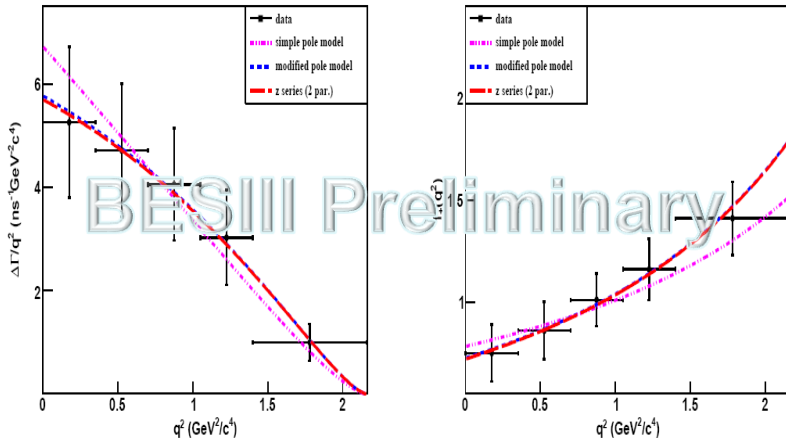 data
simple pole model
modified pole model
z series (2 par.)
6
4
2
0
0.5
1
1.5
2
q² (GeV²/c⁴)
ΔΓ/q² (ns⁻¹GeV⁻²c⁴)
data
simple pole model
modified pole model
z series (2 par.)
2
1.5
1
0
0.5
1
1.5
2
q² (GeV²/c⁴)
f₊(q²)
BESIII Preliminary